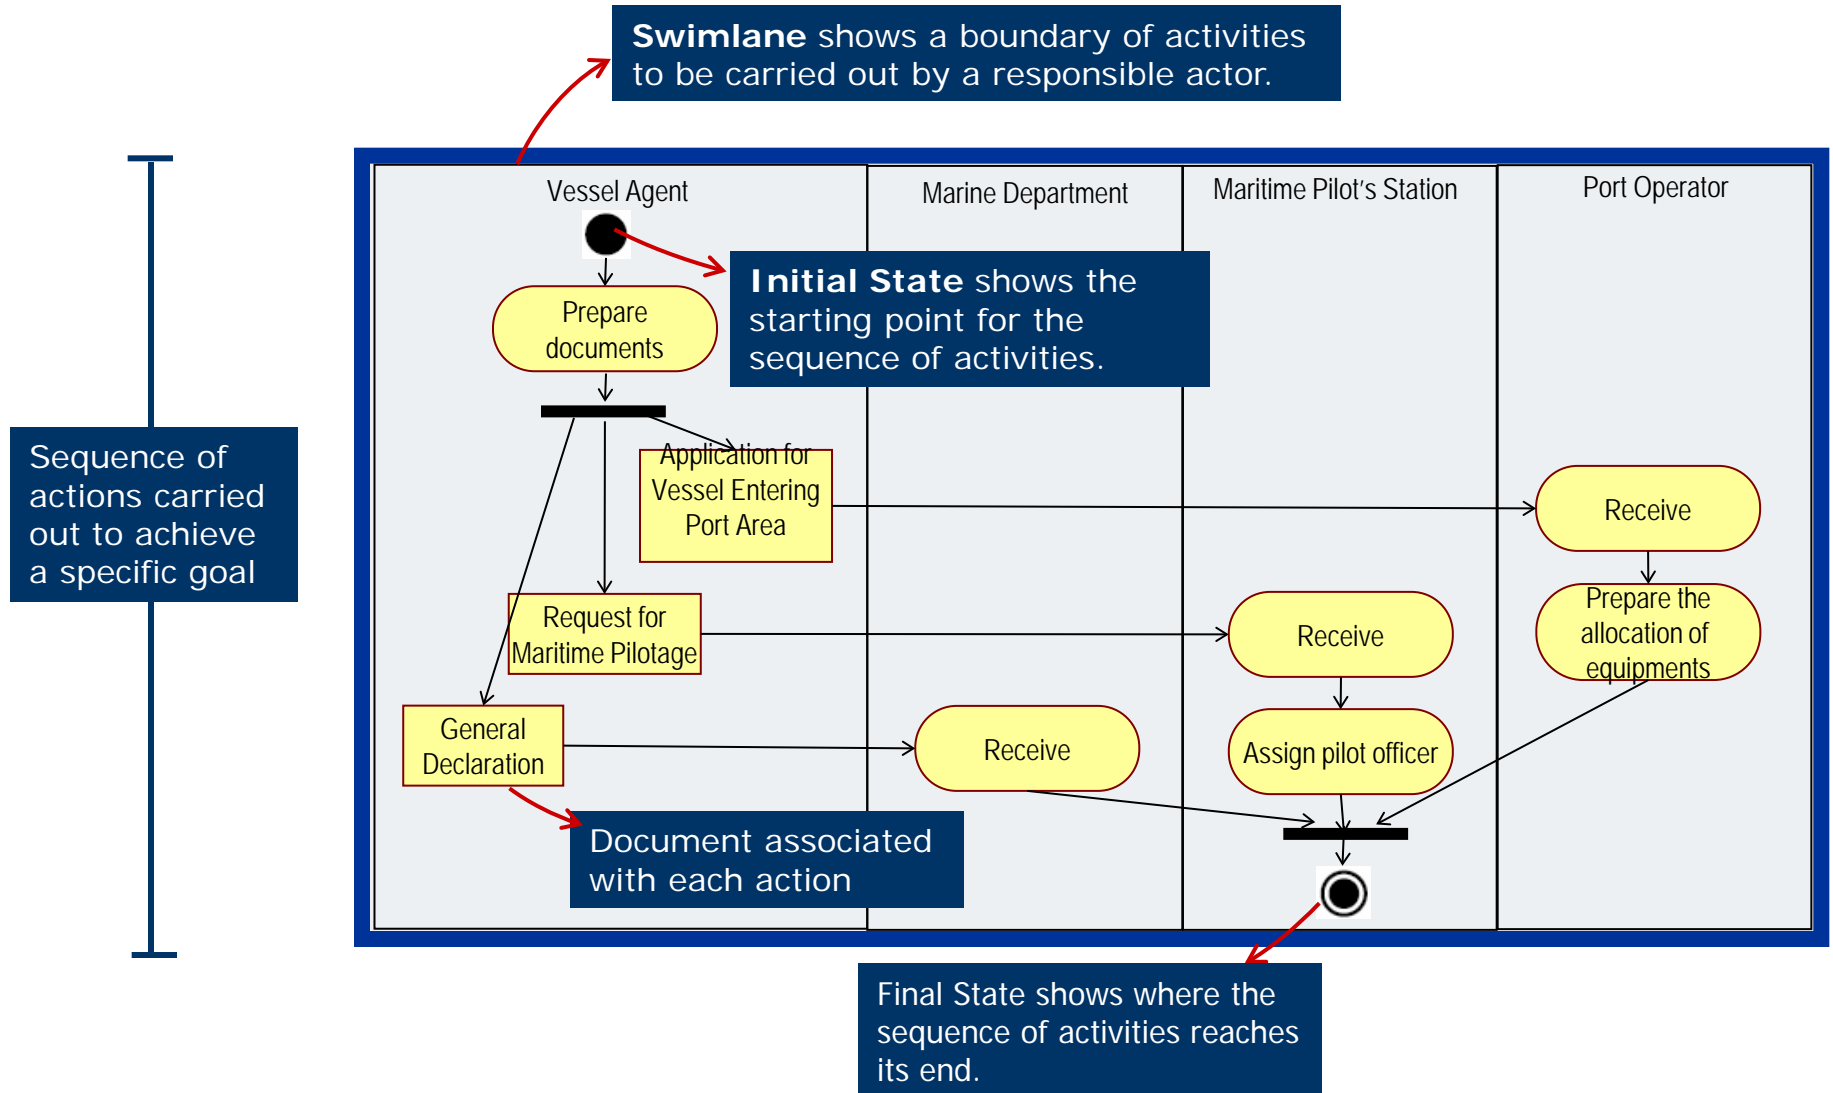 Swimlane shows a boundary of activities
to be carried out by a responsible actor.
Vessel Agent
Marine Department
Maritime Pilot's Station
Port Operator
Initial State shows the
starting point for the
sequence of activities.
Prepare
documents
Sequence of
actions carried
out to achieve
a specific goal
Application for
Vessel Entering
Port Area
Receive
Prepare the
allocation of
equipments
Request for
Maritime Pilotage
Receive
General
Declaration
Receive
Assign pilot officer
Document associated
with each action
Final State shows where the
sequence of activities reaches
its end.